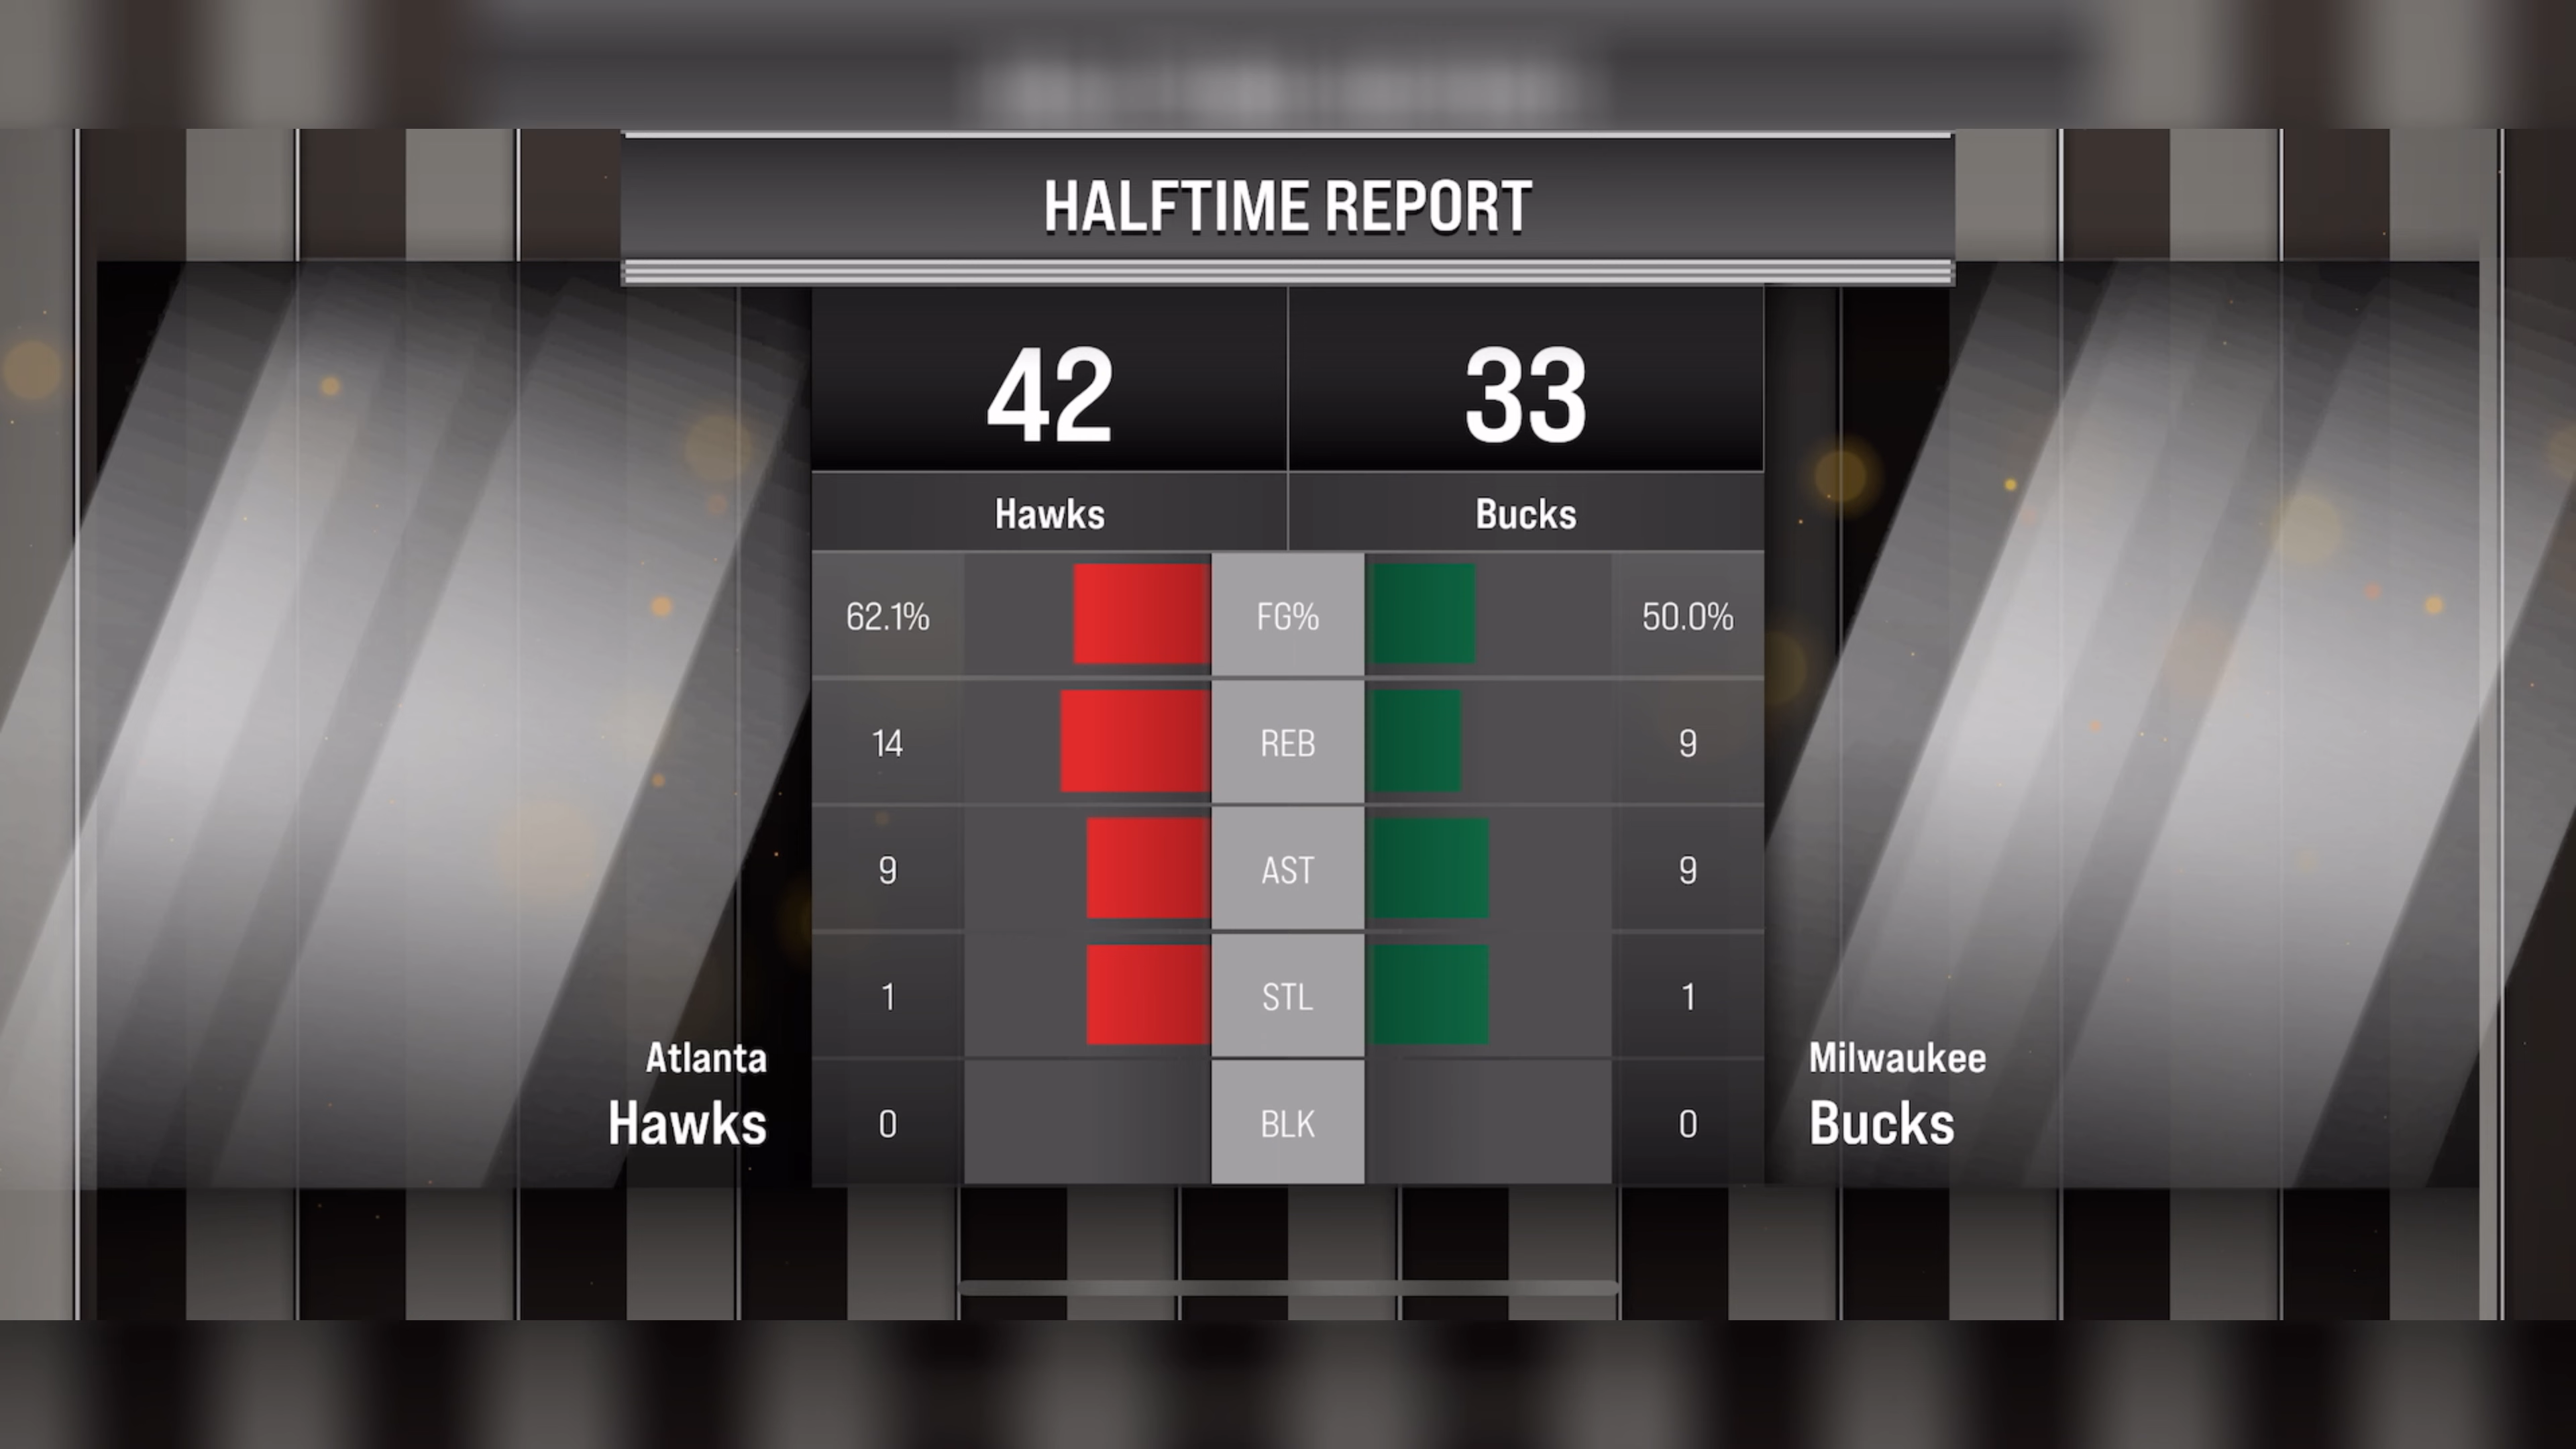 HALFTIME REPORT
42 33
Hawks Bucks
62.1% FG% 50.0%
14 REB 9
9 AST 9
1 STL 1
0 BLK 0
Atlanta
Hawks
Milwaukee
Bucks